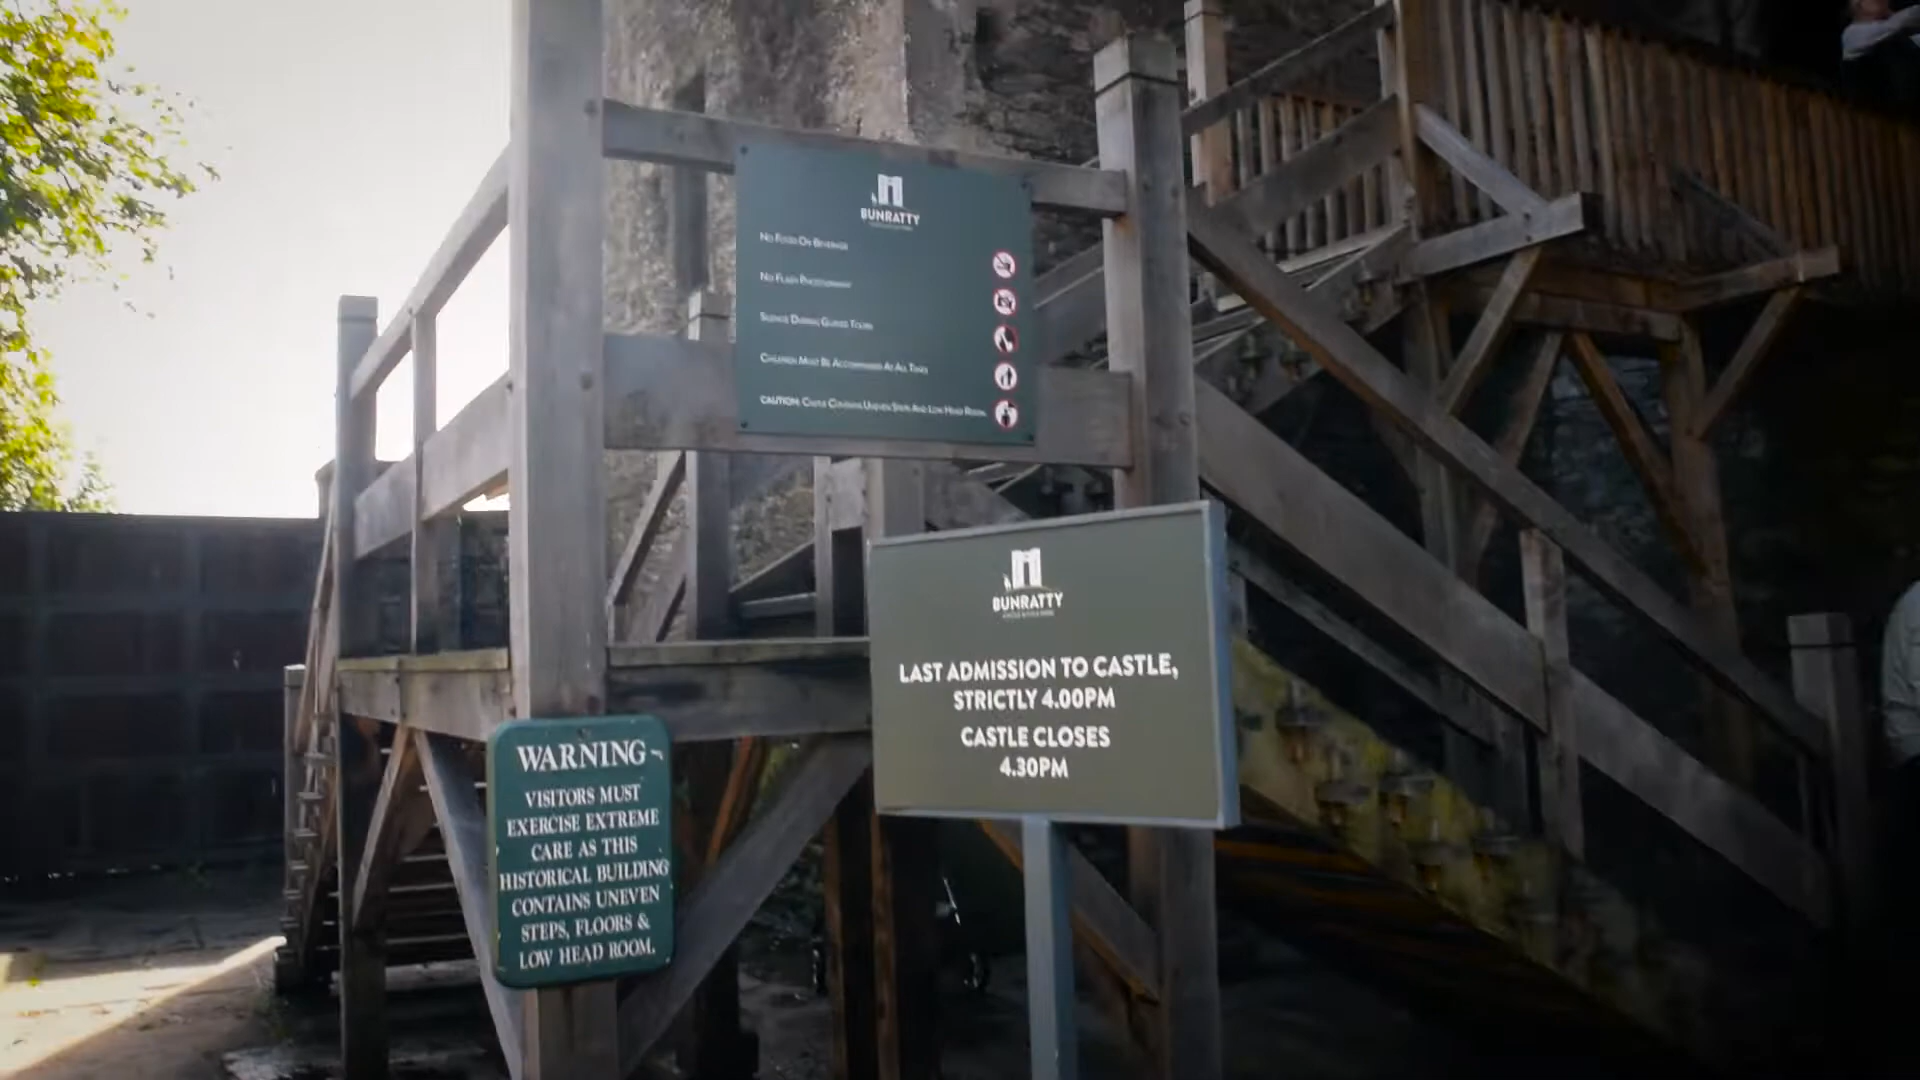 BUNRATTY
No Food Or Beverage
No Flash Photography
Silence During Guided Tours
Children Must Be Accompanied At All Times
CAUTION: Castle Contains Uneven Steps And Low Head Room.
BUNRATTY
LAST ADMISSION TO CASTLE,
STRICTLY 4.00PM
CASTLE CLOSES
4.30PM
WARNING
VISITORS MUST
EXERCISE EXTREME
CARE AS THIS
HISTORICAL BUILDING
CONTAINS UNEVEN
STEPS, FLOORS &
LOW HEAD ROOM.